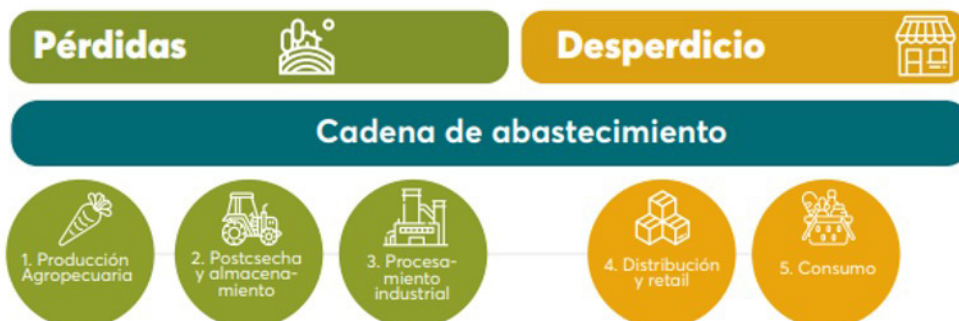 Pérdidas
Desperdicio
Cadena de abastecimiento
1. Producción
Agropecuaria
2. Postcsecha
y almacena-
miento
3. Procesa-
miento
industrial
4. Distribución
y retail
5. Consumo